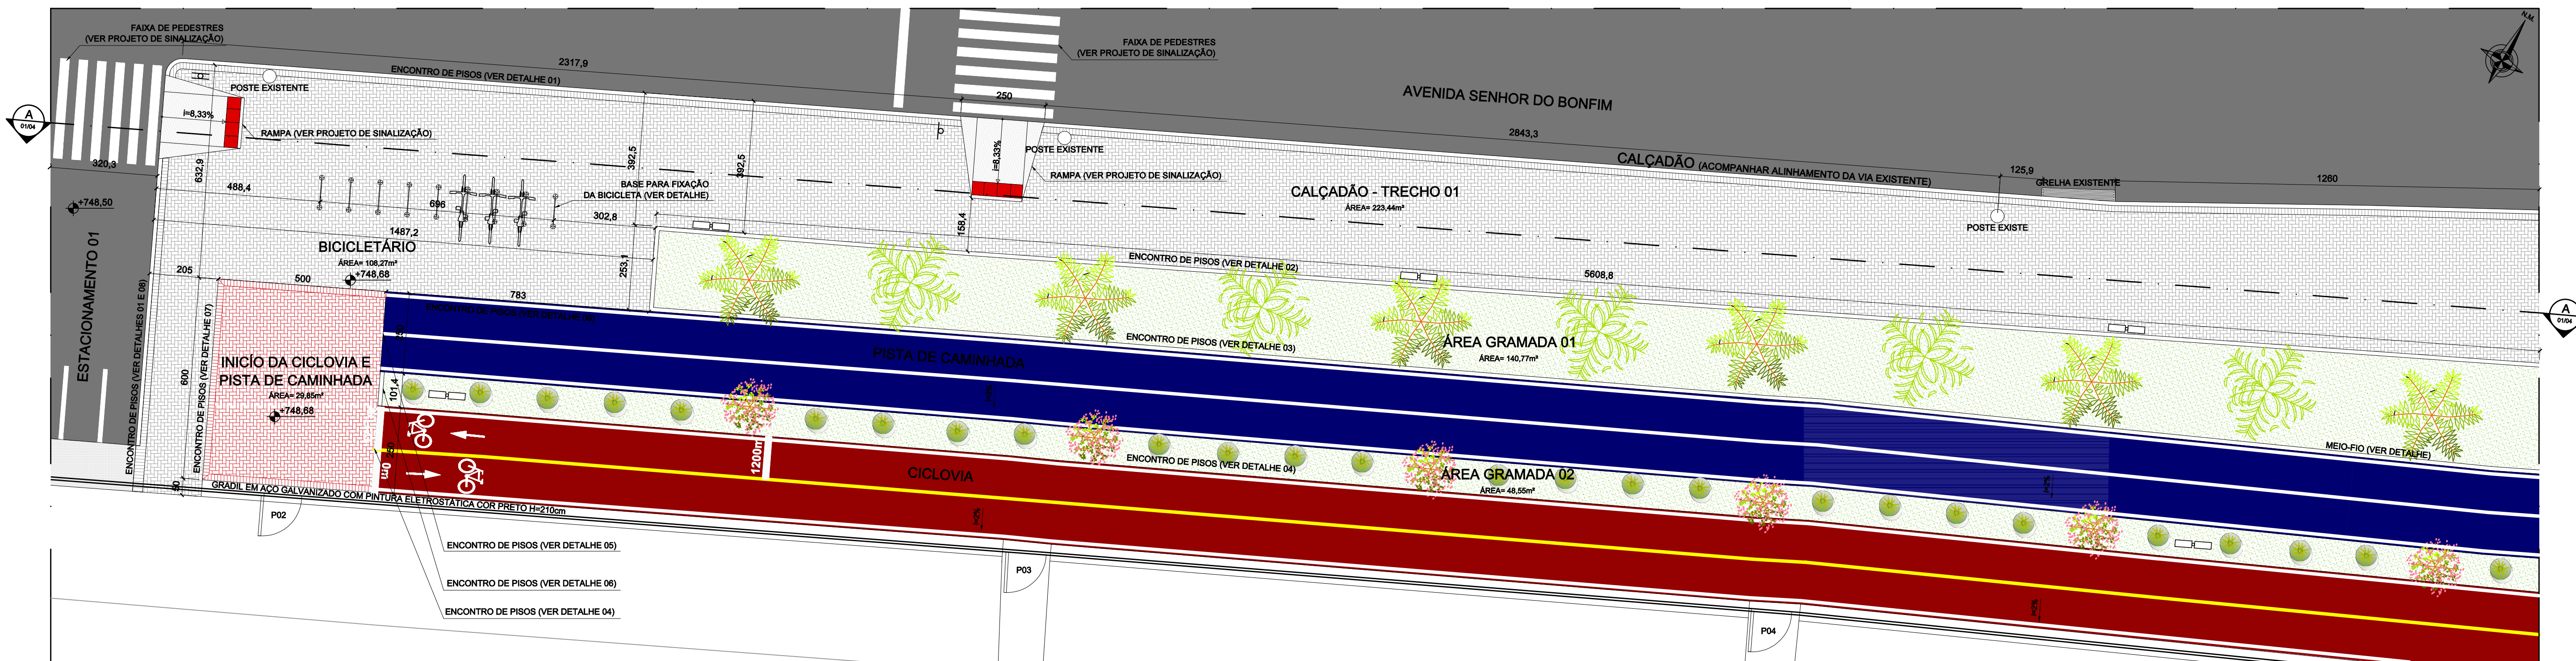 FAIXA DE PEDESTRES
(VER PROJETO DE SINALIZAÇÃO)
2317,9
ENCONTRO DE PISOS (VER DETALHE 01)
POSTE EXISTENTE
i=8,33%
RAMPA (VER PROJETO DE SINALIZAÇÃO)
A
01/04
320,3
632,9
488,4
+748,50
ESTACIONAMENTO 01
696
392,5
392,5
BASE PARA FIXAÇÃO
DA BICICLETA (VER DETALHE)
302,8
1487,2
BICICLETÁRIO
ÁREA= 108,27m²
+748,68
253,1
205
500
783
FAIXA DE PEDESTRES
(VER PROJETO DE SINALIZAÇÃO)
250
i=8,33%
POSTE EXISTENTE
RAMPA (VER PROJETO DE SINALIZAÇÃO)
158,4
AVENIDA SENHOR DO BONFIM
2843,3
CALÇADÃO (ACOMPANHAR ALINHAMENTO DA VIA EXISTENTE)
CALÇADÃO - TRECHO 01
ÁREA= 223,44m²
125,9
GRELHA EXISTENTE
1260
POSTE EXISTE
N.M.
A
01/04
ENCONTRO DE PISOS (VER DETALHE 02)
5608,8
ENCONTRO DE PISOS (VER DETALHE 03)
ÁREA GRAMADA 01
ÁREA= 140,77m²
MEIO-FIO (VER DETALHE)
ENCONTRO DE PISOS (VER DETALHES 01 E 08)
ENCONTRO DE PISOS (VER DETALHE 07)
600
INICÍO DA CICLOVIA E
PISTA DE CAMINHADA
ÁREA= 29,85m²
+748,68
50
PISTA DE CAMINHADA
i=2%
101,4
250
0m
1200m
CICLOVIA
ENCONTRO DE PISOS (VER DETALHE 04)
ÁREA GRAMADA 02
ÁREA= 48,55m²
i=2%
i=2%
i=2%
GRADIL EM AÇO GALVANIZADO COM PINTURA ELETROSTÁTICA COR PRETO H=210cm
P02
P03
P04
ENCONTRO DE PISOS (VER DETALHE 05)
ENCONTRO DE PISOS (VER DETALHE 06)
ENCONTRO DE PISOS (VER DETALHE 04)